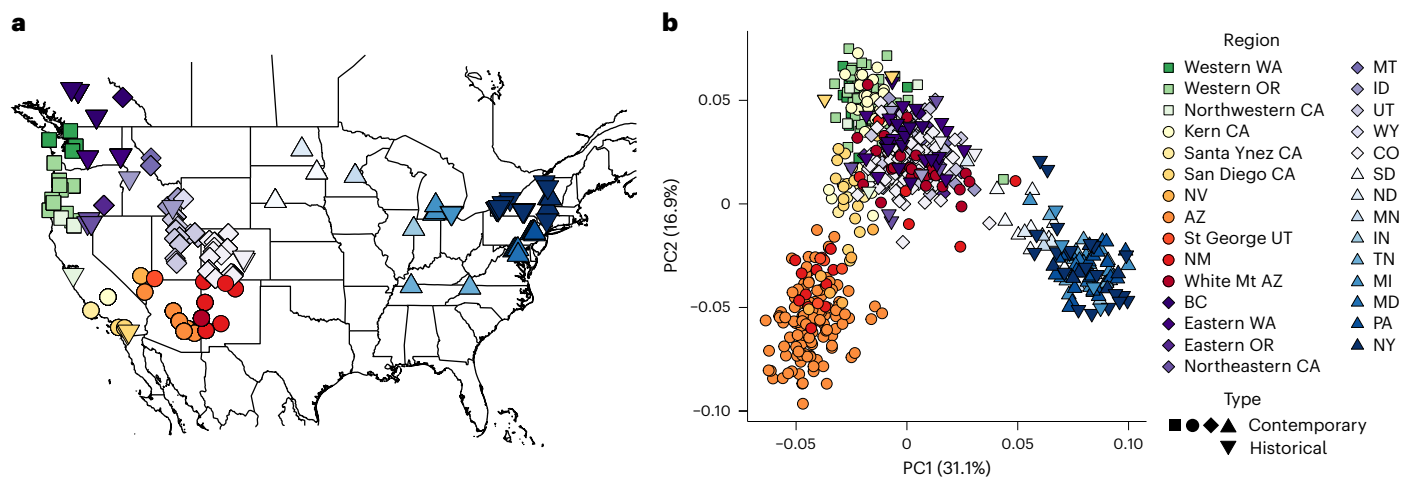 a
b
PC2 (16.9%)
0.05
0
−0.05
−0.10
−0.05
0
0.05
0.10
PC1 (31.1%)
Region
Western WA
Western OR
Northwestern CA
Kern CA
Santa Ynez CA
San Diego CA
NV
AZ
St George UT
NM
White Mt AZ
BC
Eastern WA
Eastern OR
Northeastern CA
MT
ID
UT
WY
CO
SD
ND
MN
IN
TN
MI
MD
PA
NY
Type
Contemporary
Historical